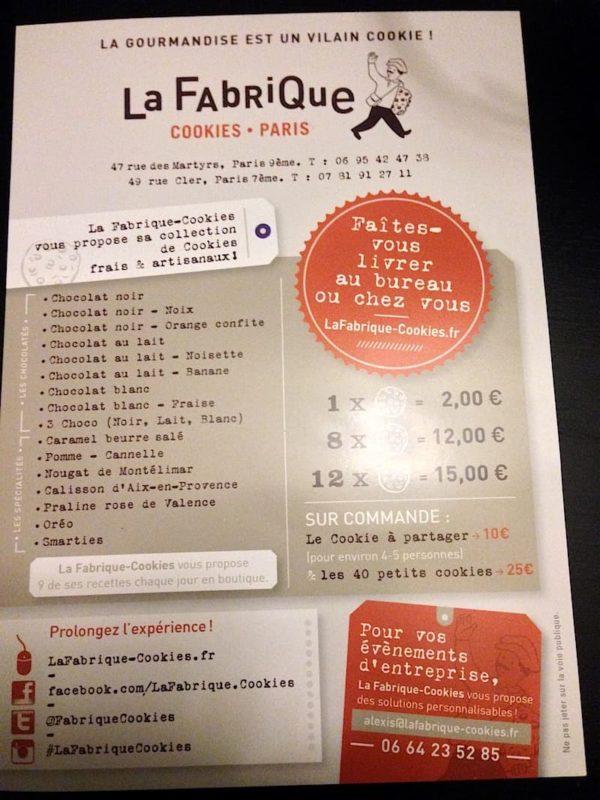 LA GOURMANDISE EST UN VILAIN COOKIE !
LA FABRIQUE
COOKIES • PARIS
47 rue des Martyrs, Paris 9ème. T : 06 95 42 47 38
49 rue Cler, Paris 7ème. T : 07 81 91 27 11
La Fabrique-Cookies
vous propose sa collection
de Cookies
frais & artisanaux!
Faîtes-
vous
livrer
au bureau
ou chez vous
LaFabrique-Cookies.fr
LES CHOCOLATÉS
• Chocolat noir
• Chocolat noir - Noix
• Chocolat noir - Orange confite
• Chocolat au lait
• Chocolat au lait - Noisette
• Chocolat au lait - Banane
• Chocolat blanc
• Chocolat blanc - Fraise
• 3 Choco (Noir, Lait, Blanc)
LES SPÉCIALITÉS
• Caramel beurre salé
• Pomme - Cannelle
• Nougat de Montélimar
• Calisson d'Aix-en-Provence
• Praline rose de Valence
• Oréo
• Smarties
La Fabrique-Cookies vous propose
9 de ses recettes chaque jour en boutique.
1 x = 2,00 €
8 x = 12,00 €
12 x = 15,00 €
SUR COMMANDE :
Le Cookie à partager → 10€
(pour environ 4-5 personnes)
& les 40 petits cookies → 25€
Prolongez l'expérience !
LaFabrique-Cookies.fr
facebook.com/LaFabrique.Cookies
@FabriqueCookies
#LaFabriqueCookies
Pour vos
évènements
d'entreprise,
La Fabrique-Cookies vous propose
des solutions personnalisables !
alexis@lafabrique-cookies.fr
06 64 23 52 85
Ne pas jeter sur la voie publique.